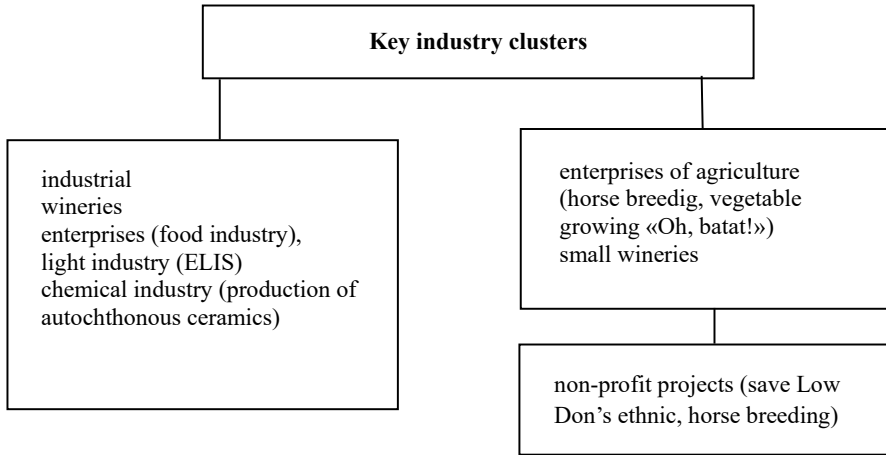 Key industry clusters
industrial
wineries
enterprises (food industry),
light industry (ELIS)
chemical industry (production of
autochthonous ceramics)
enterprises of agriculture
(horse breedig, vegetable
growing «Oh, batat!»)
small wineries
non-profit projects (save Low
Don’s ethnic, horse breeding)